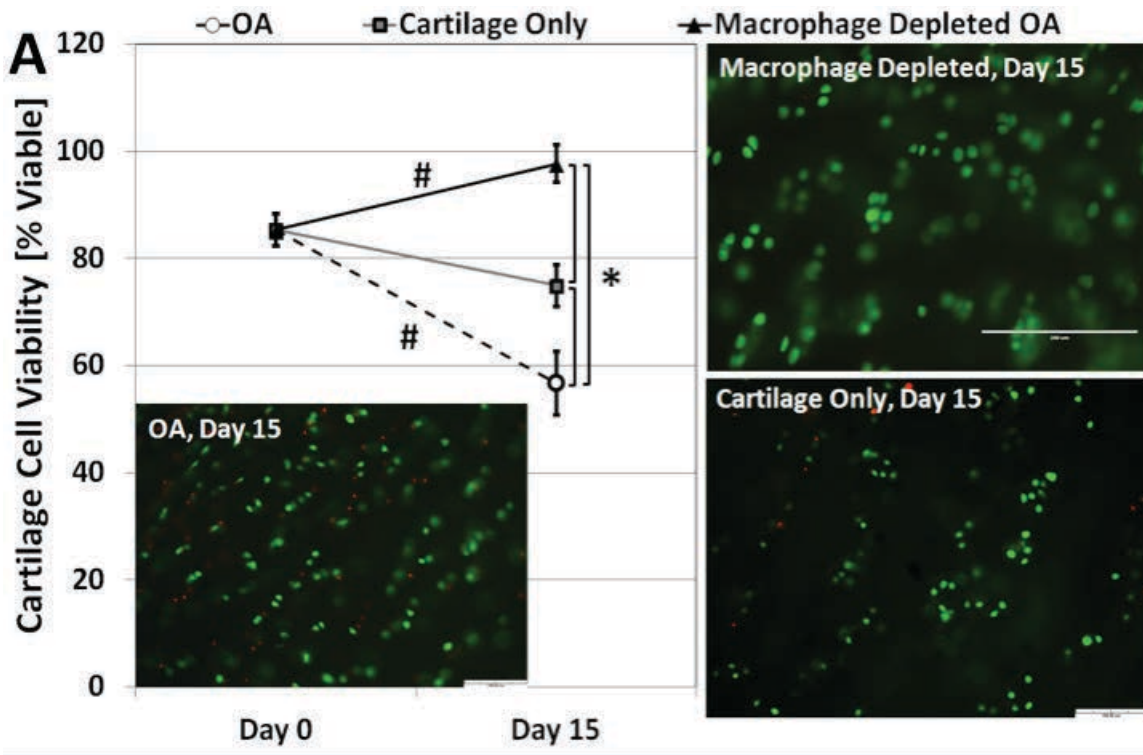 A
OA Cartilage Only Macrophage Depleted OA
Cartilage Cell Viability [% Viable]
120
100
80
60
40
20
0
#
#
*
Day 0 Day 15
OA, Day 15
Macrophage Depleted, Day 15
Cartilage Only, Day 15